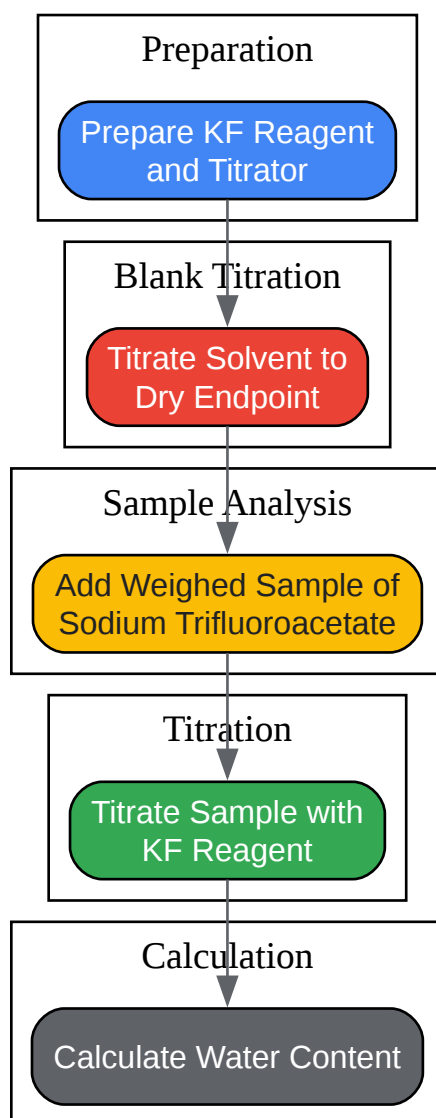 Preparation
Prepare KF Reagent
and Titrator
Blank Titration
Titrate Solvent to
Dry Endpoint
Sample Analysis
Add Weighed Sample of
Sodium Trifluoroacetate
Titration
Titrate Sample with
KF Reagent
Calculation
Calculate Water Content